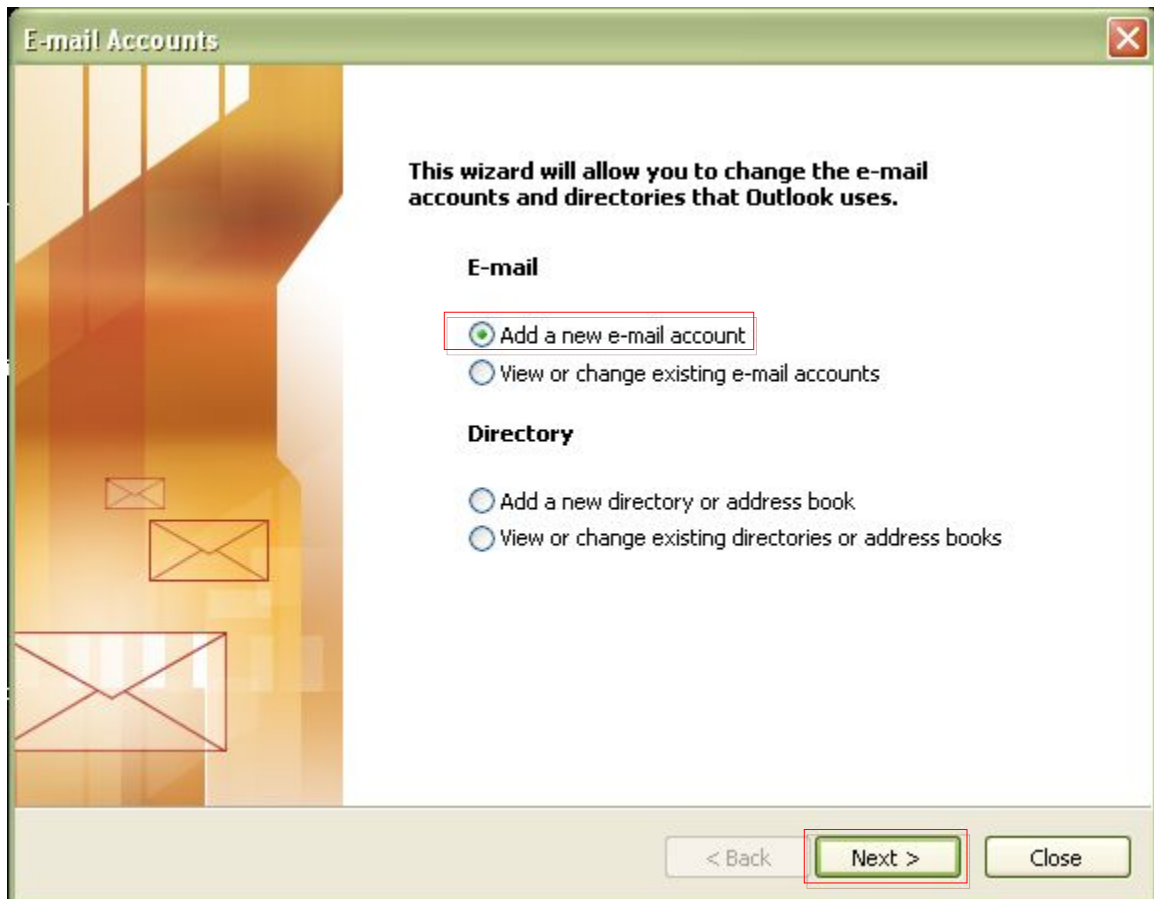 E-mail Accounts
This wizard will allow you to change the e-mail
accounts and directories that Outlook uses.
E-mail
Add a new e-mail account
View or change existing e-mail accounts
Directory
Add a new directory or address book
View or change existing directories or address books
< Back Next > Close